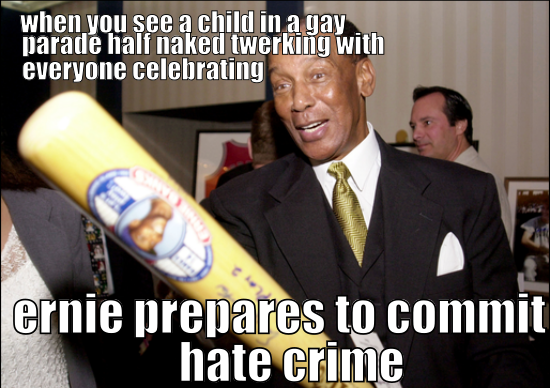 when you see a child in a gay
parade half naked twerking with
everyone celebrating
ernie prepares to commit
hate crime